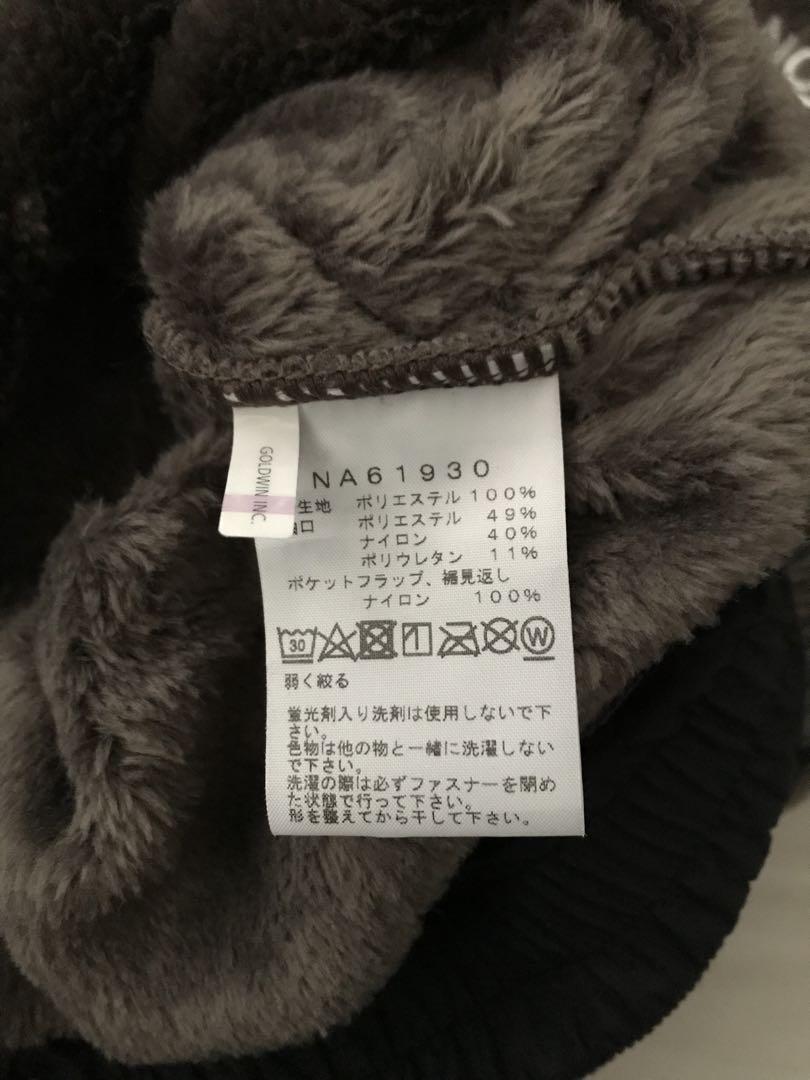 GOLDWIN INC.
NA61930
生地 ポリエステル 100%
口 ポリエステル 49%
ナイロン 40%
ポリウレタン 11%
ポケットフラップ、裾見返し
ナイロン 100%
30 W
弱く絞る
蛍光剤入り洗剤は使用しないで下
さい。
色物は他の物と一緒に洗濯しない
で下さい。
洗濯の際は必ずファスナーを閉め
た状態で行って下さい。
形を整えてから干して下さい。